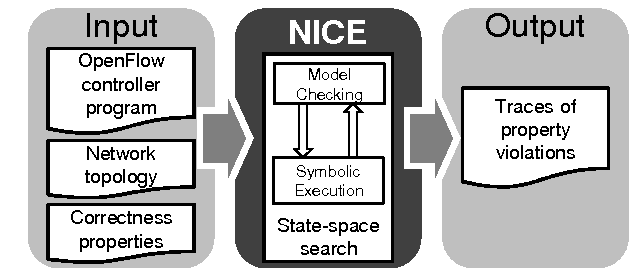 Input
OpenFlow
controller
program
Network
topology
Correctness
properties
NICE
Model
Checking
Symbolic
Execution
State-space
search
Output
Traces of
property
violations